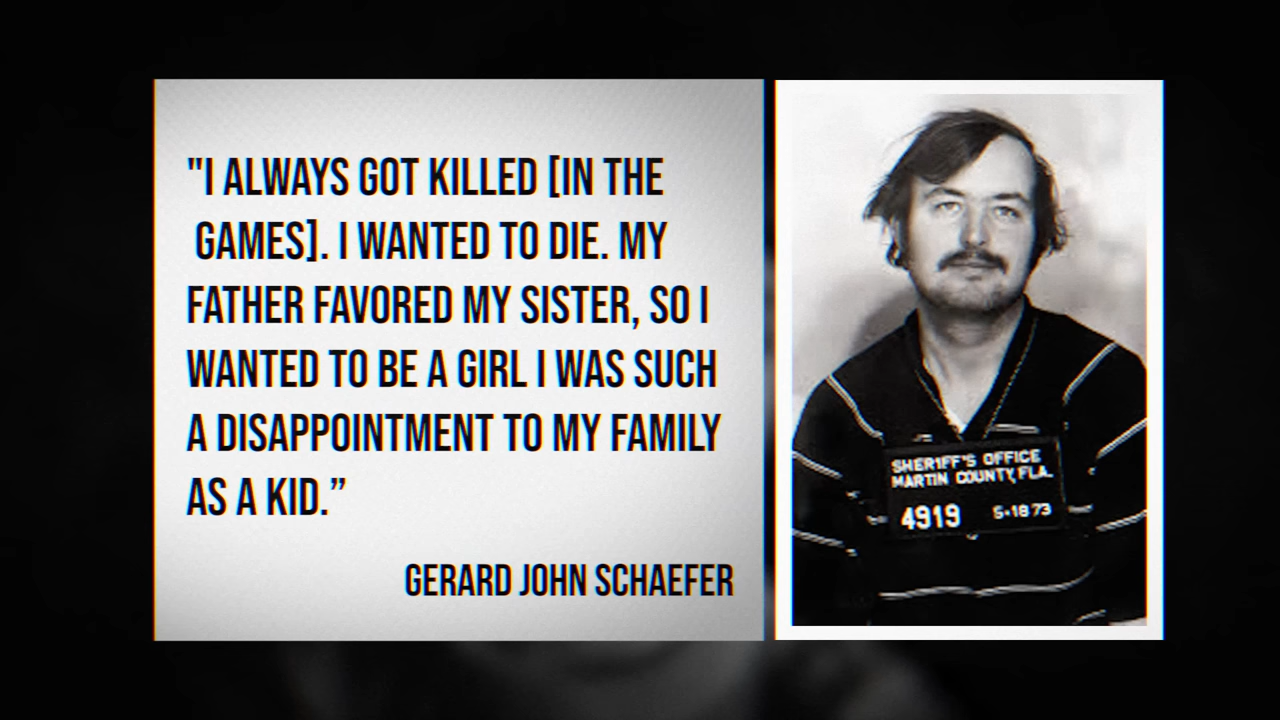 "I ALWAYS GOT KILLED [IN THE
GAMES]. I WANTED TO DIE. MY
FATHER FAVORED MY SISTER, SO I
WANTED TO BE A GIRL I WAS SUCH
A DISAPPOINTMENT TO MY FAMILY
AS A KID.”
GERARD JOHN SCHAEFER
SHERIFF'S OFFICE
MARTIN COUNTY, FLA.
4919 5•18 73